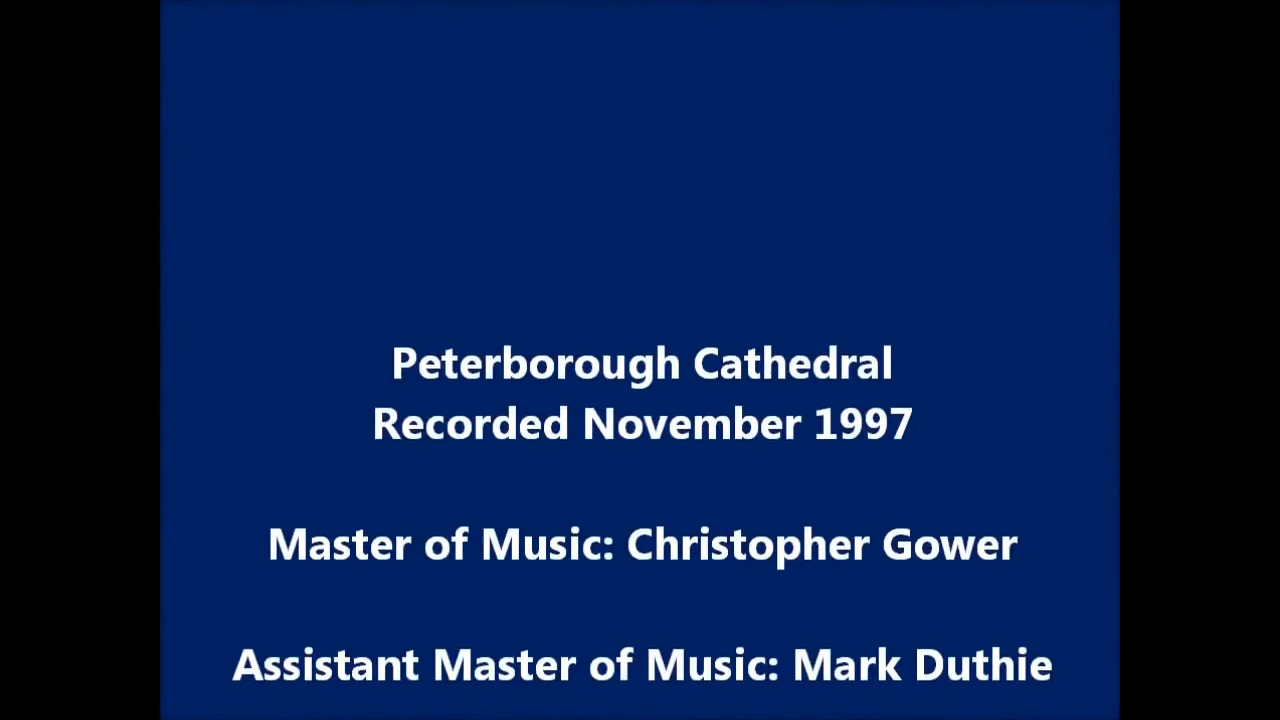 Peterborough Cathedral
Recorded November 1997
Master of Music: Christopher Gower
Assistant Master of Music: Mark Duthie